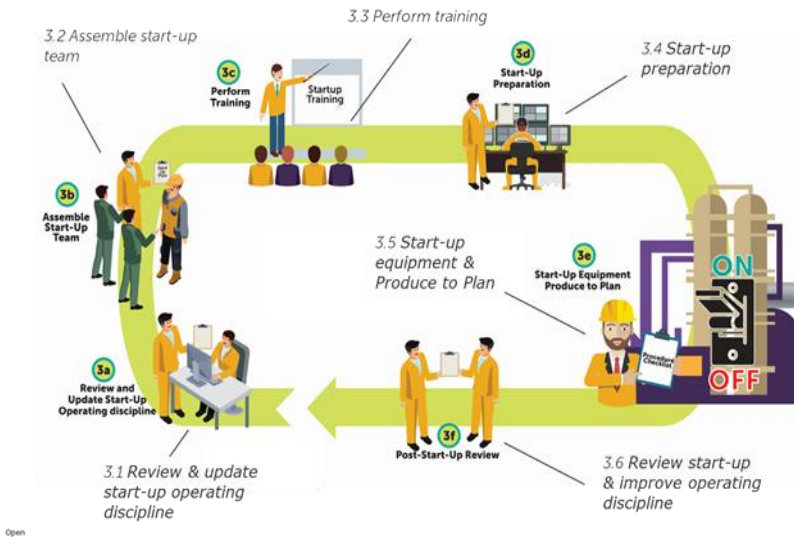 3.3 Perform training
3.2 Assemble start-up
team
3.4 Start-up
preparation
3c
Perform
Training
Startup
Training
3d
Start-Up
Preparation
Start
Up
Plan
3b
Assemble
Start-Up
Team
3.5 Start-up
equipment &
Produce to Plan
3e
Start-Up Equipment
Produce to Plan
ON
OFF
Procedure
Checklist
3a
Review and
Update Start-Up
Operating discipline
3f
Post-Start-Up Review
3.1 Review & update
start-up operating
discipline
3.6 Review start-up
& improve operating
discipline
Open